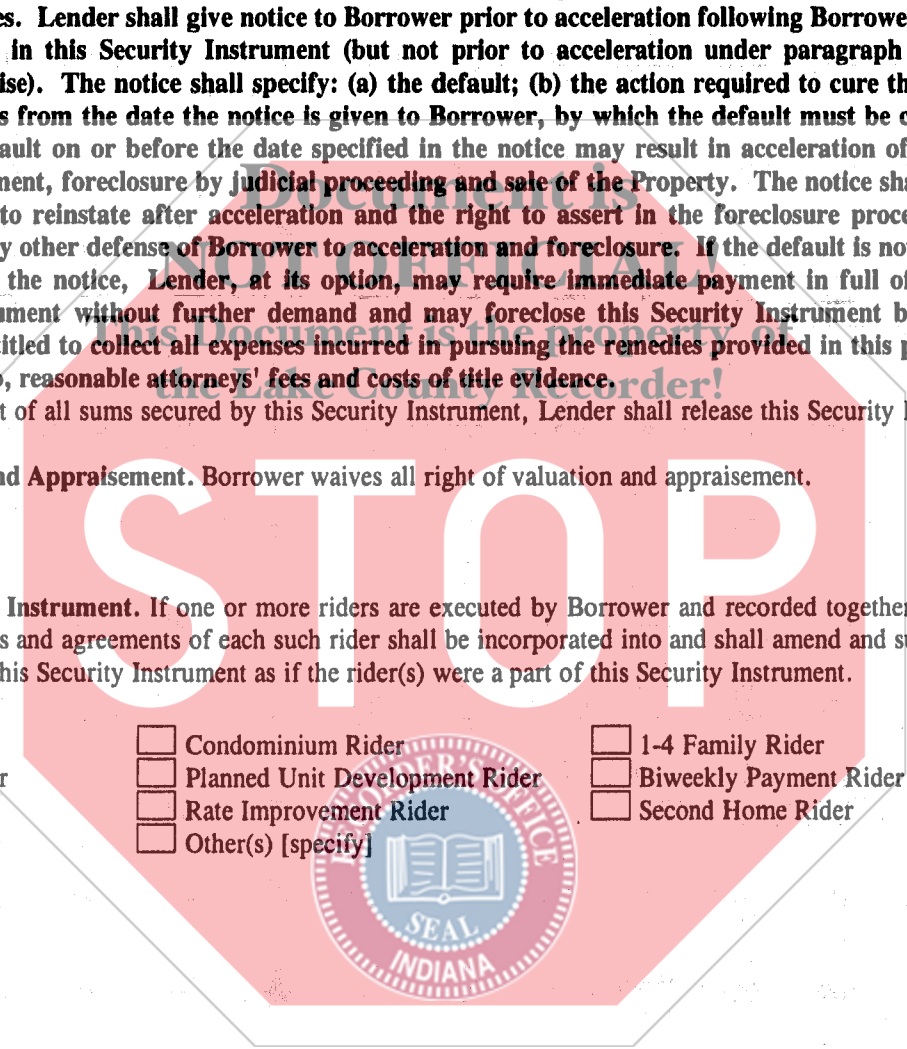 es. Lender shall give notice to Borrower prior to acceleration following Borrowe
in this Security Instrument (but not prior to acceleration under paragraph
ise). The notice shall specify: (a) the default; (b) the action required to cure th
s from the date the notice is given to Borrower, by which the default must be c
ault on or before the date specified in the notice may result in acceleration of
ment, foreclosure by judicial proceeding and sale of the Property. The notice sha
to reinstate after acceleration and the right to assert in the foreclosure proce
y other defense of Borrower to acceleration and foreclosure. If the default is no
the notice, Lender, at its option, may require immediate payment in full of
ument without further demand and may foreclose this Security Instrument b
itled to collect all expenses incurred in pursuing the remedies provided in this p
o, reasonable attorneys' fees and costs of title evidence.
t of all sums secured by this Security Instrument, Lender shall release this Security I
nd Appraisement. Borrower waives all right of valuation and appraisement.
Instrument. If one or more riders are executed by Borrower and recorded together
s and agreements of each such rider shall be incorporated into and shall amend and su
his Security Instrument as if the rider(s) were a part of this Security Instrument.
Condominium Rider
1-4 Family Rider
r
Planned Unit Development Rider
Biweekly Payment Rider
Rate Improvement Rider
Second Home Rider
Other(s) [specify]
Document is
NOT OFFICIAL
This Document is the property of
the Lake County Recorder!
STOP
RECORDER'S OFFICE
SEAL
INDIANA